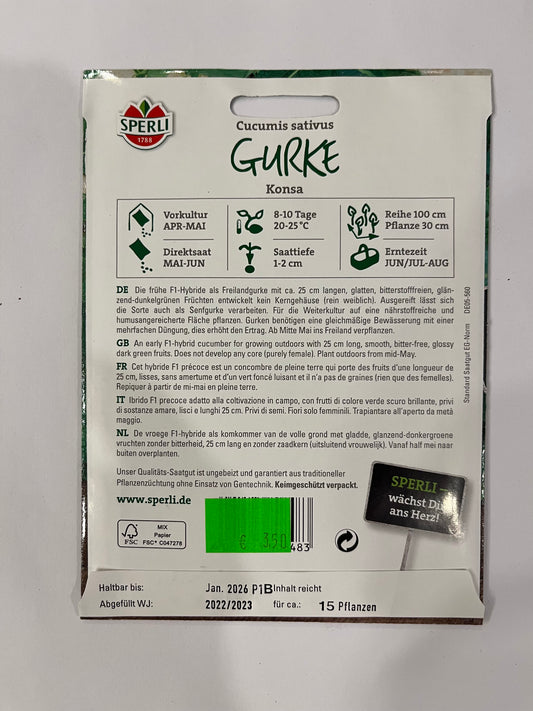 SPERLI
1788
Cucumis sativus
GURKE
Konsa
Vorkultur
APR-MAI
8-10 Tage
20-25 °C
Reihe 100 cm
Pflanze 30 cm
Direktsaat
MAI-JUN
Saattiefe
1-2 cm
Erntezeit
JUN/JUL-AUG
DE Die frühe F1-Hybride als Freilandgurke mit ca. 25 cm langen, glatten, bitterstofffreien, glän-
zend-dunkelgrünen Früchten entwickelt kein Kerngehäuse (rein weiblich). Ausgereift lässt sich
die Sorte auch als Senfgurke verarbeiten. Für die Weiterkultur auf eine nährstoffreiche und
humusangereicherte Fläche pflanzen. Gurken benötigen eine gleichmäßige Bewässerung mit einer
mehrfachen Düngung, dies erhöht den Ertrag. Ab Mitte Mai ins Freiland verpflanzen.
GB An early F1-hybrid cucumber for growing outdoors with 25 cm long, smooth, bitter-free, glossy
dark green fruits. Does not develop any core (purely female). Plant outdoors from mid-May.
FR Cet hybride F1 précoce est un concombre de pleine terre qui porte des fruits d'une longueur de
25 cm, lisses, sans amertume et d'un vert foncé luisant et il n'a pas de graines (rien que des femelles).
Repiquer à partir de mi-mai en pleine terre.
IT Ibrido F1 precoce adatto alla coltivazione in campo, con frutti di colore verde scuro brillante, privi
di sostanze amare, lisci e lunghi 25 cm. Privi di semi. Fiori solo femminili. Trapiantare all'aperto da metà
maggio.
NL De vroege F1-hybride als komkommer van de volle grond met gladde, glanzend-donkergroene
vruchten zonder bitterheid, 25 cm lang en zonder zaadkern (uitsluitend vrouwelijk). Vanaf half mei naar
buiten overplanten.
Standard Saatgut EG-Norm DE05-560
Unser Qualitäts-Saatgut ist ungebeizt und garantiert aus traditioneller
Pflanzenzüchtung ohne Einsatz von Gentechnik. Keimgeschützt verpackt.
www.sperli.de
SPERLI –
wächst Dir
ans Herz!
FSC
MIX
Papier
FSC® C047278
€ 3.50
483
Haltbar bis: Jan. 2026 P1B Inhalt reicht
Abgefüllt WJ: 2022/2023 für ca.: 15 Pflanzen